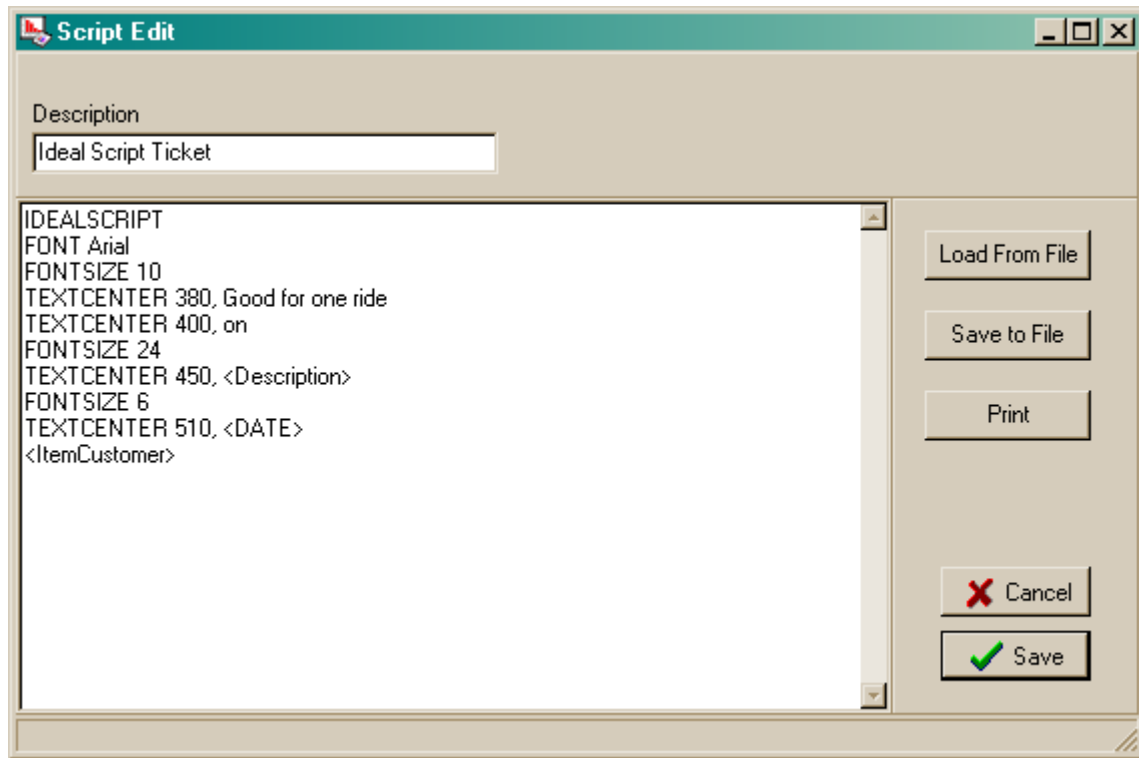 Script Edit
Description
Ideal Script Ticket
IDEALSCRIPT
FONT Arial
FONTSIZE 10
TEXTCENTER 380, Good for one ride
TEXTCENTER 400, on
FONTSIZE 24
TEXTCENTER 450, <Description>
FONTSIZE 6
TEXTCENTER 510, <DATE>
<ItemCustomer>
Load From File
Save to File
Print
Cancel
Save